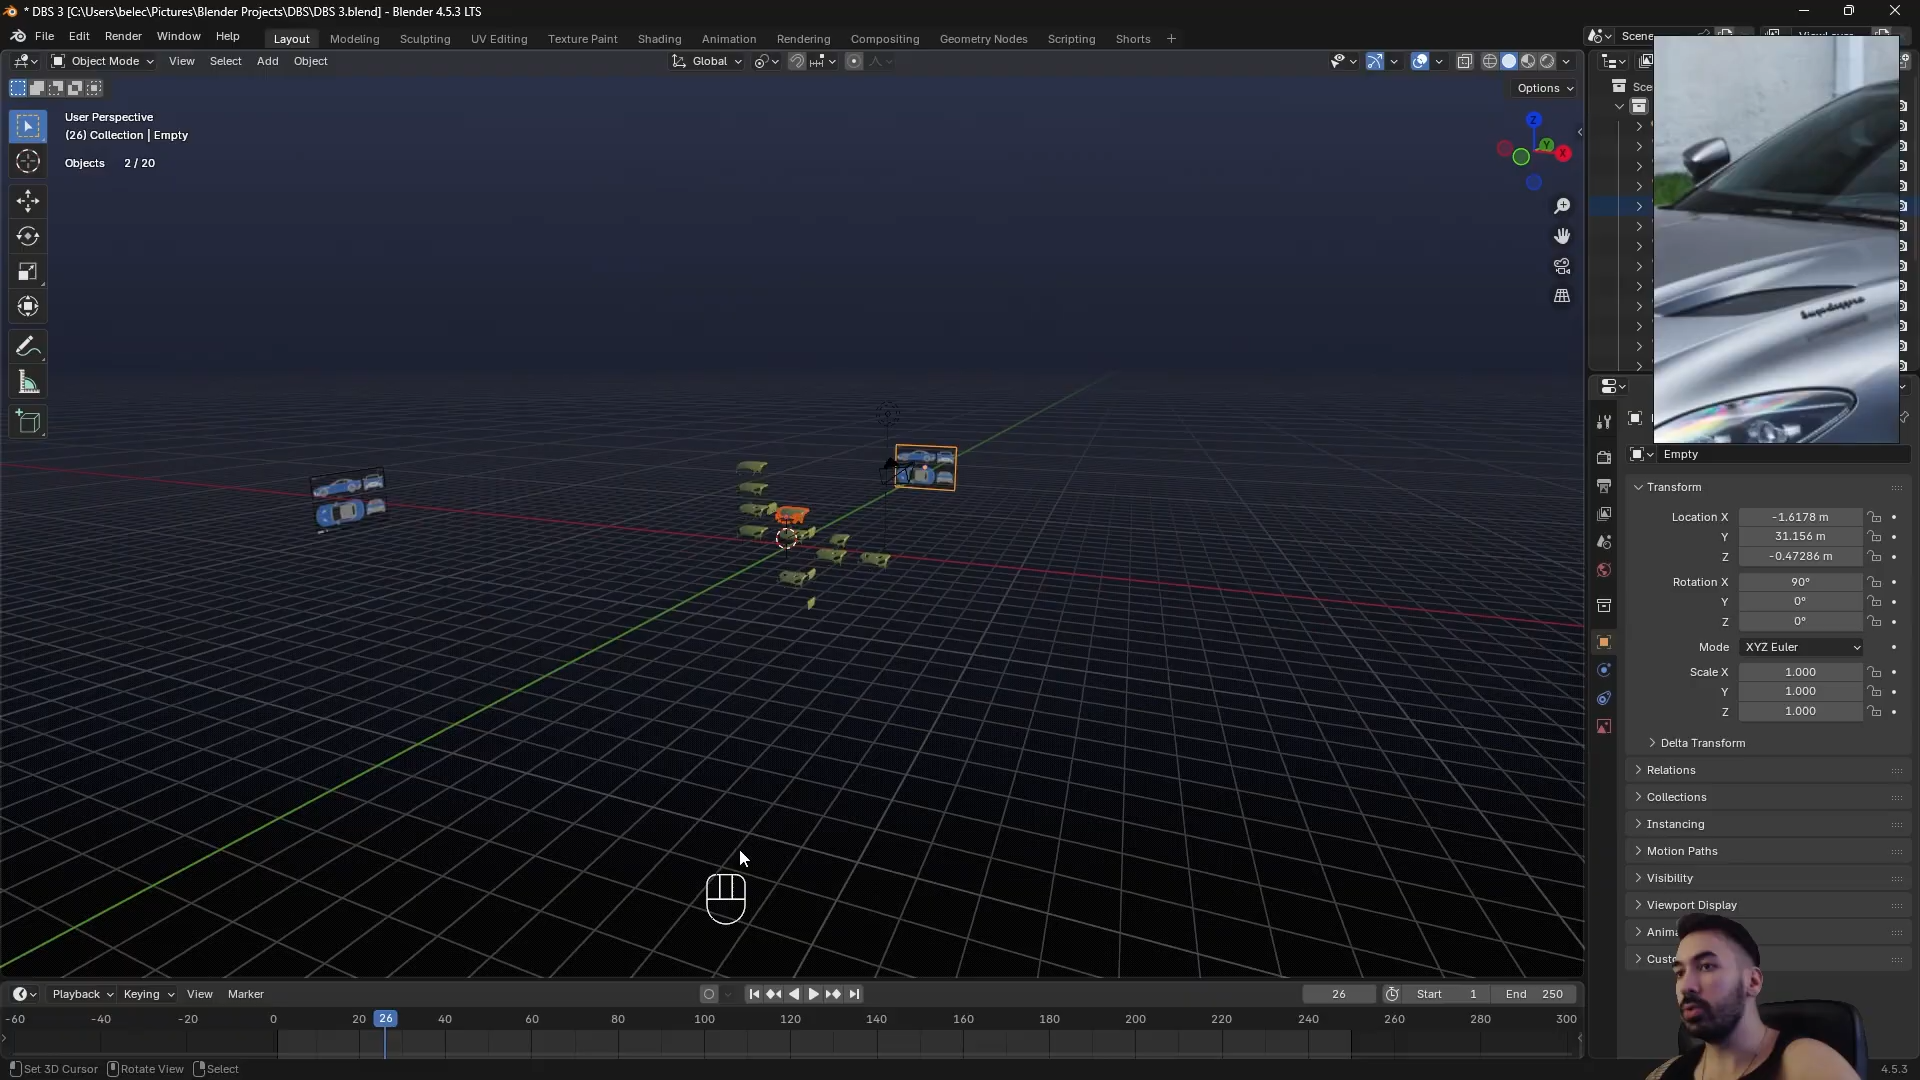 * DBS 3 [C:\Users\belec\Pictures\Blender Projects\DBS\DBS 3.blend] - Blender 4.5.3 LTS
File Edit Render Window Help Layout Modeling Sculpting UV Editing Texture Paint Shading Animation Rendering Compositing Geometry Nodes Scripting Shorts + Scene
Object Mode View Select Add Object Global
Options
User Perspective
(26) Collection | Empty
Objects 2 / 20
Z
Y
X
Empty
Transform
Location X -1.6178 m
Y 31.156 m
Z -0.47286 m
Rotation X 90°
Y 0°
Z 0°
Mode XYZ Euler
Scale X 1.000
Y 1.000
Z 1.000
Delta Transform
Relations
Collections
Instancing
Motion Paths
Visibility
Viewport Display
Anima
Custo
Playback Keying View Marker 26 Start 1 End 250
-60 -40 -20 0 20 26 40 60 80 100 120 140 160 180 200 220 240 260 280 300
Set 3D Cursor Rotate View Select 4.5.3